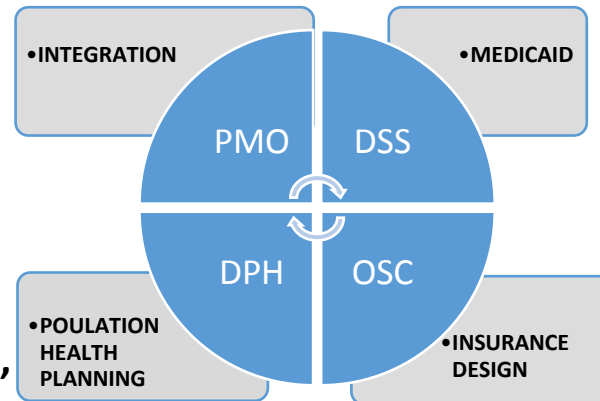 •INTEGRATION
•MEDICAID
PMO
DSS
DPH
OSC
•POULATION
HEALTH
PLANNING
,
•INSURANCE
DESIGN